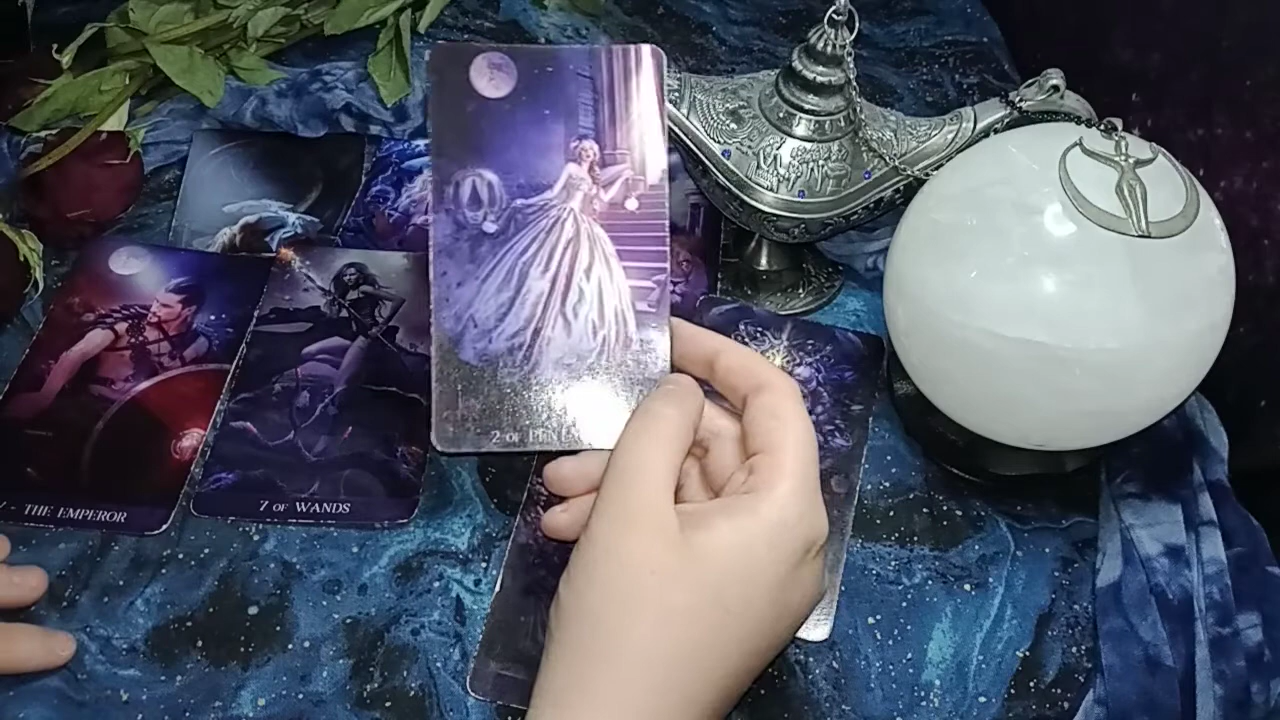 2 OF
- THE EMPEROR
7 OF WANDS